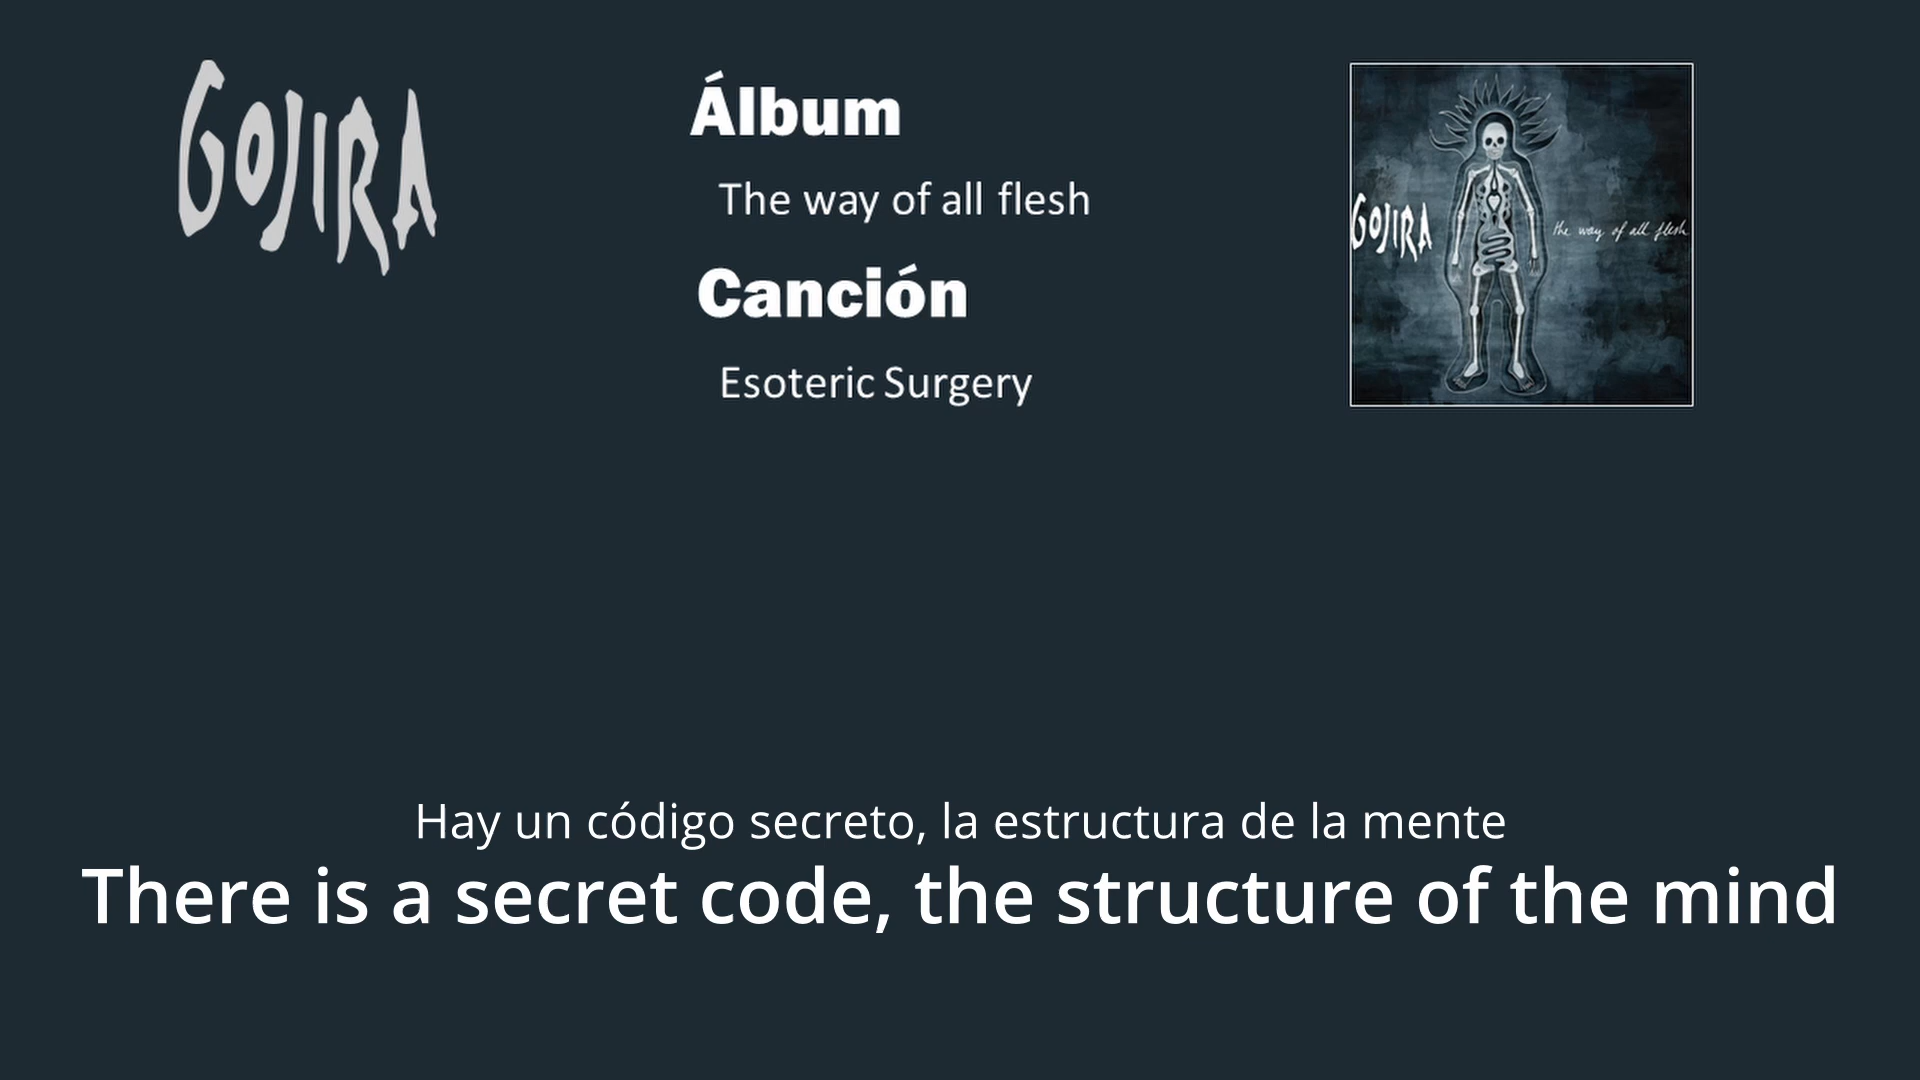 GOJIRA
Álbum
The way of all flesh
Canción
Esoteric Surgery
GOJIRA
the way of all flesh
Hay un código secreto, la estructura de la mente
There is a secret code, the structure of the mind